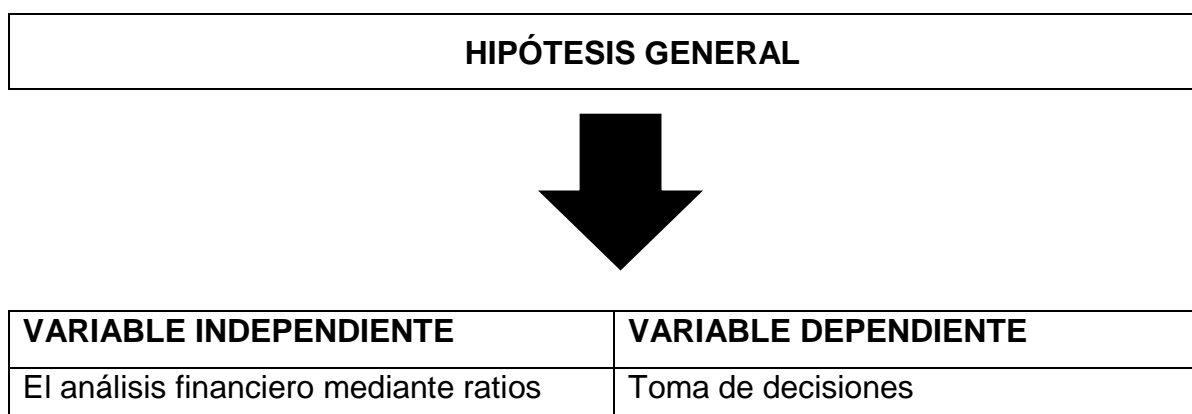 HIPÓTESIS GENERAL
VARIABLE INDEPENDIENTE VARIABLE DEPENDIENTE
El análisis financiero mediante ratios Toma de decisiones